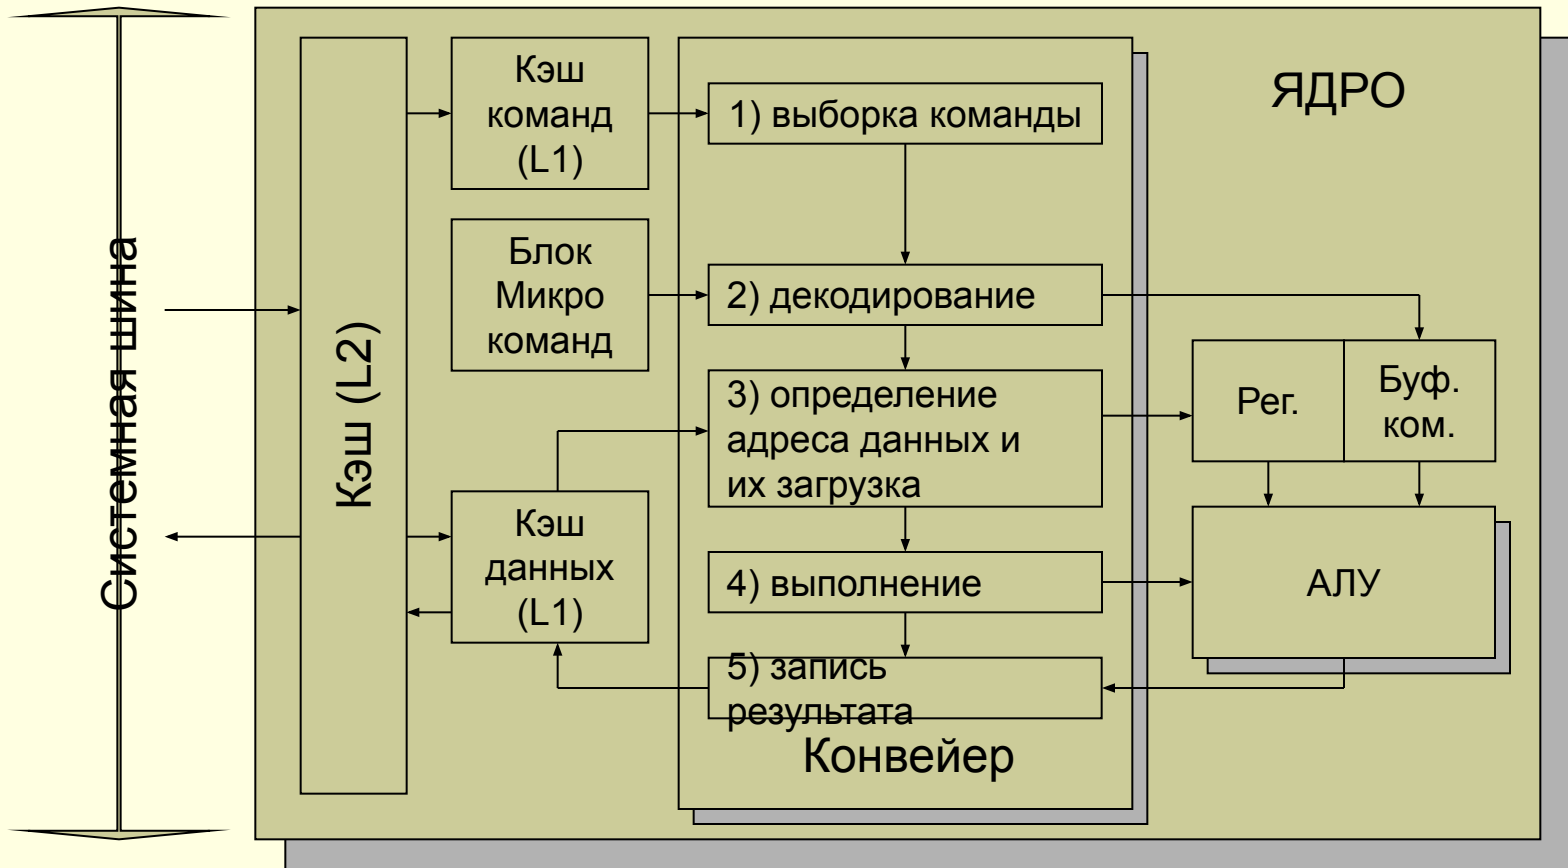 Системная шина
Кэш (L2)
Кэш
команд
(L1)
Блок
Микро
команд
Кэш
данных
(L1)
1) выборка команды
2) декодирование
3) определение
адреса данных и
их загрузка
4) выполнение
5) запись
результата
Конвейер
ЯДРО
Рег.
Буф.
ком.
АЛУ